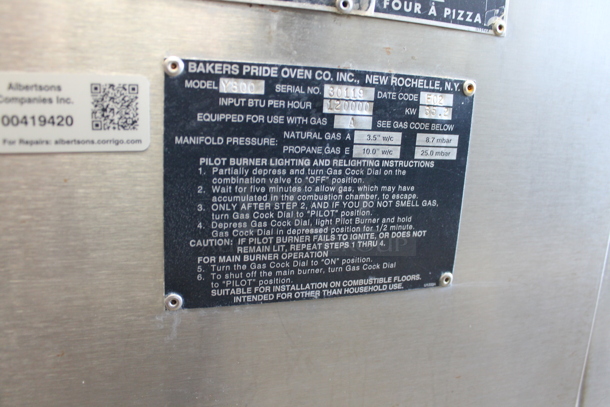 FOUR À PIZZA
BAKERS PRIDE OVEN CO. INC., NEW ROCHELLE, N.Y.
MODEL Y800 SERIAL NO. 30119 DATE CODE E02
INPUT BTU PER HOUR 120000 KW
EQUIPPED FOR USE WITH GAS A SEE GAS CODE BELOW
MANIFOLD PRESSURE: NATURAL GAS A 3.5" w/c 8.7 mbar
PROPANE GAS E 10.0" w/c 25.0 mbar
PILOT BURNER LIGHTING AND RELIGHTING INSTRUCTIONS
1. Partially depress and turn Gas Cock Dial on the
combination valve to "OFF" position.
2. Wait for five minutes to allow gas, which may have
accumulated in the combustion chamber, to escape.
3. ONLY AFTER STEP 2, AND IF YOU DO NOT SMELL GAS,
turn Gas Cock Dial to "PILOT" position.
4. Depress Gas Cock Dial, light Pilot Burner and hold
Gas Cock in depressed position for 1/2 minute.
CAUTION: IF PILOT BURNER FAILS TO IGNITE, OR DOES NOT
REMAIN LIT, REPEAT STEPS 1 THRU 4.
FOR MAIN BURNER OPERATION
5. Turn the Gas Cock Dial to "ON" position.
6. To shut off the main burner, turn Gas Cock Dial
to "PILOT" position.
SUITABLE FOR INSTALLATION ON COMBUSTIBLE FLOORS.
INTENDED FOR OTHER THAN HOUSEHOLD USE.
Albertsons
Companies Inc.
00419420
For Repairs: albertsons.corrigo.com